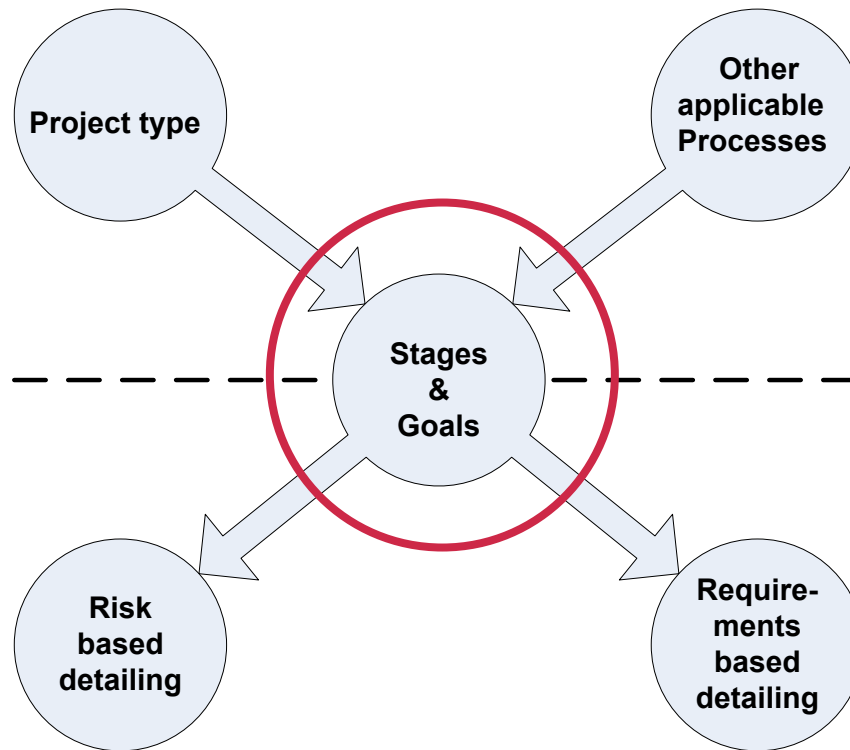 Project type
Other
applicable
Processes
Stages
&
Goals
Risk
based
detailing
Require-
ments
based
detailing